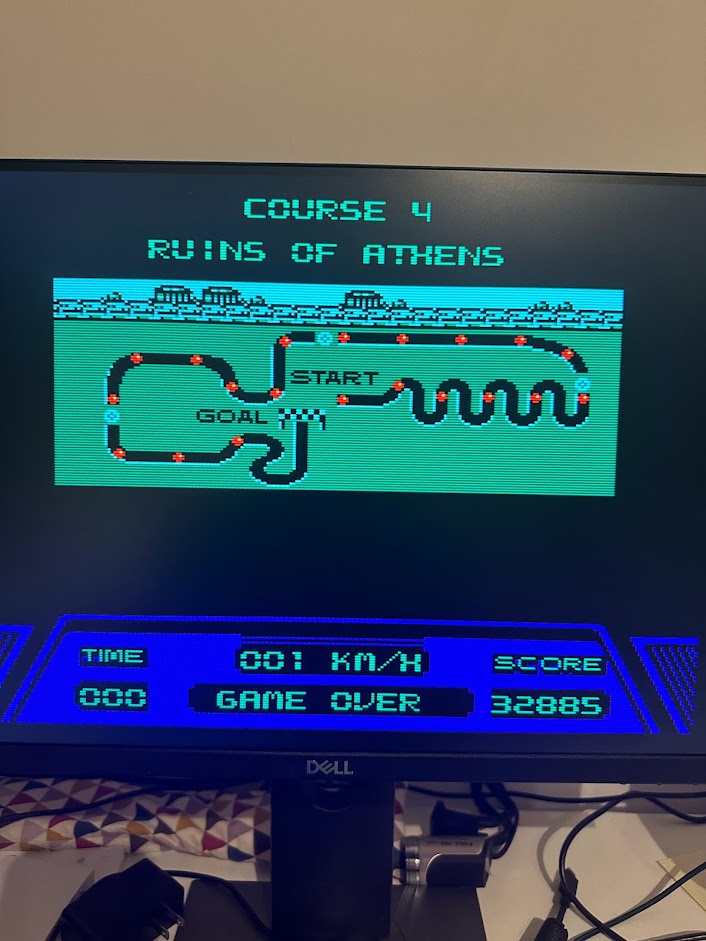 COURSE 4
RUINS OF ATHENS
START
GOAL
TIME
001 KM/H
SCORE
000
GAME OVER
32885
DELL